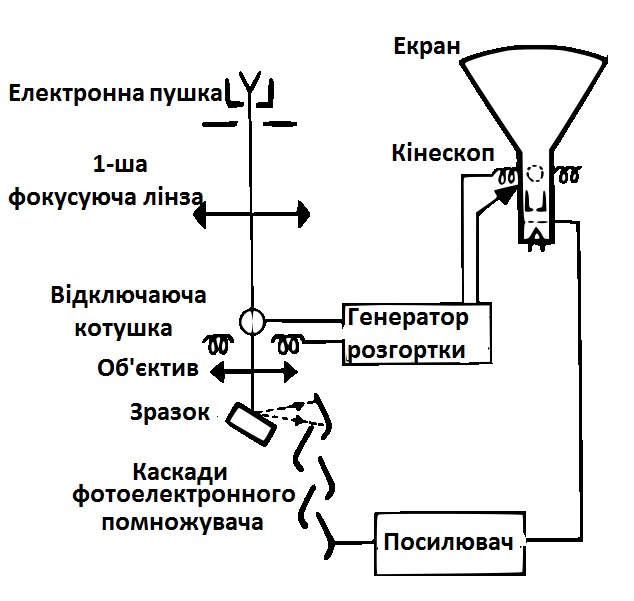 Екран
Електронна пушка
Кінескоп
1-ша
фокусуюча лінза
Відключаюча
котушка
Генератор
розгортки
Об'єктив
Зразок
Каскади
фотоелектронного
помножувача
Посилювач